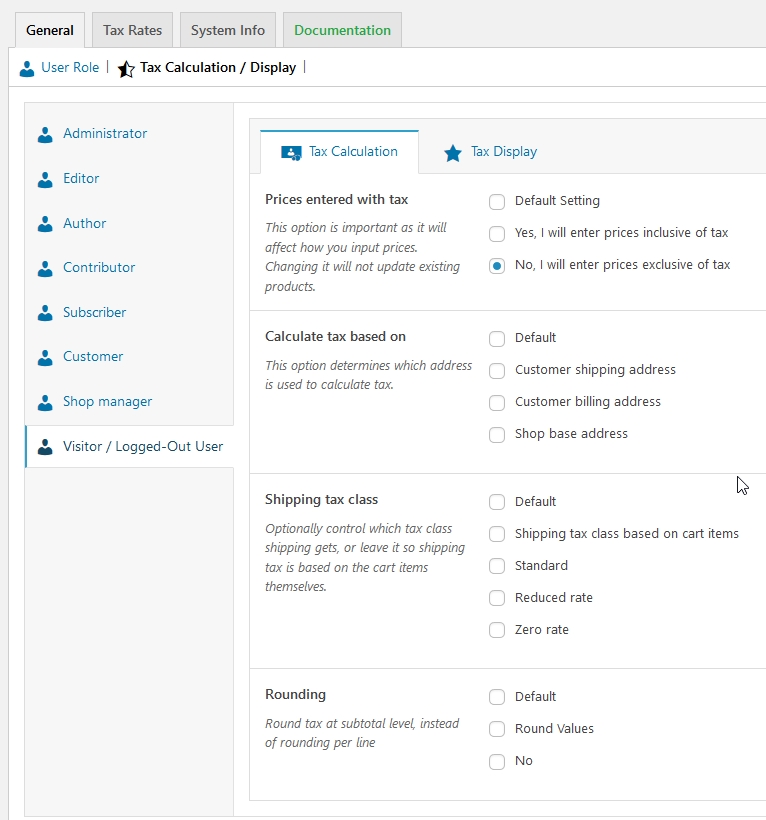 General
Tax Rates
System Info
Documentation
User Role |
Tax Calculation / Display |
Administrator
Editor
Author
Contributor
Subscriber
Customer
Shop manager
Visitor / Logged-Out User
Tax Calculation
Tax Display
Prices entered with tax
This option is important as it will
affect how you input prices.
Changing it will not update existing
products.
Default Setting
Yes, I will enter prices inclusive of tax
No, I will enter prices exclusive of tax
Calculate tax based on
This option determines which address
is used to calculate tax.
Default
Customer shipping address
Customer billing address
Shop base address
Shipping tax class
Optionally control which tax class
shipping gets, or leave it so shipping
tax is based on the cart items
themselves.
Default
Shipping tax class based on cart items
Standard
Reduced rate
Zero rate
Rounding
Round tax at subtotal level, instead
of rounding per line
Default
Round Values
No